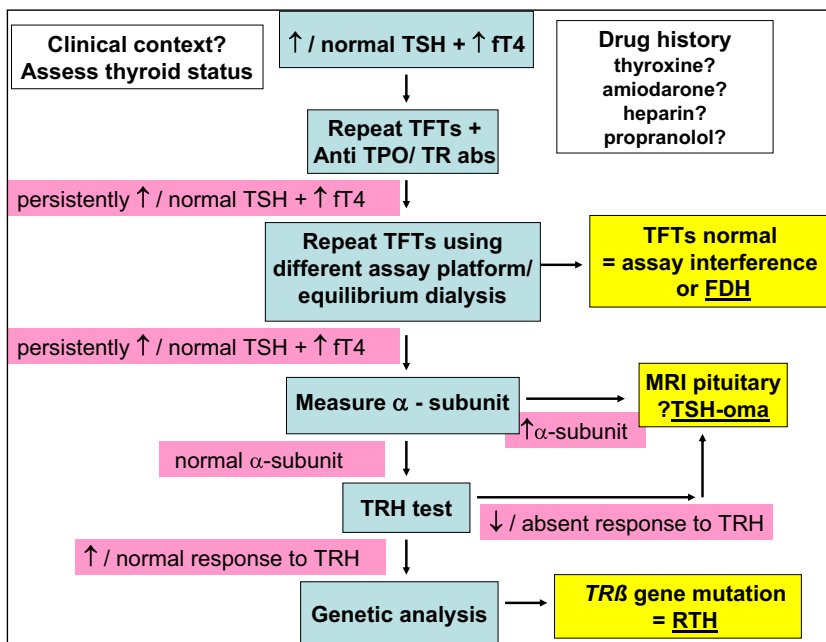 Clinical context?
Assess thyroid status
↑ / normal TSH + ↑ fT4
Drug history
thyroxine?
amiodarone?
heparin?
propranolol?
Repeat TFTs +
Anti TPO/ TR abs
persistently ↑ / normal TSH + ↑ fT4
Repeat TFTs using
different assay platform/
equilibrium dialysis
TFTs normal
= assay interference
or FDH
persistently ↑ / normal TSH + ↑ fT4
Measure α - subunit
↑α-subunit
MRI pituitary
?TSH-oma
normal α-subunit
TRH test
↓ / absent response to TRH
↑ / normal response to TRH
Genetic analysis
TRß gene mutation
= RTH